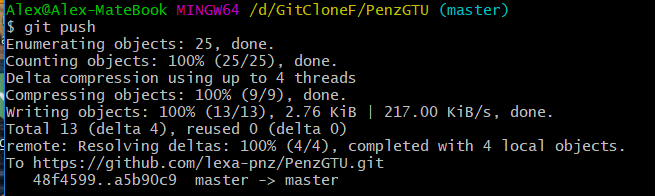 Alex@Alex-MateBook MINGW64 /d/GitCloneF/PenzGTU (master)
$ git push
Enumerating objects: 25, done.
Counting objects: 100% (25/25), done.
Delta compression using up to 4 threads
Compressing objects: 100% (9/9), done.
Writing objects: 100% (13/13), 2.76 KiB | 217.00 KiB/s, done.
Total 13 (delta 4), reused 0 (delta 0)
remote: Resolving deltas: 100% (4/4), completed with 4 local objects.
To https://github.com/lexa-pnz/PenzGTU.git
   48f4599..a5b90c9  master -> master